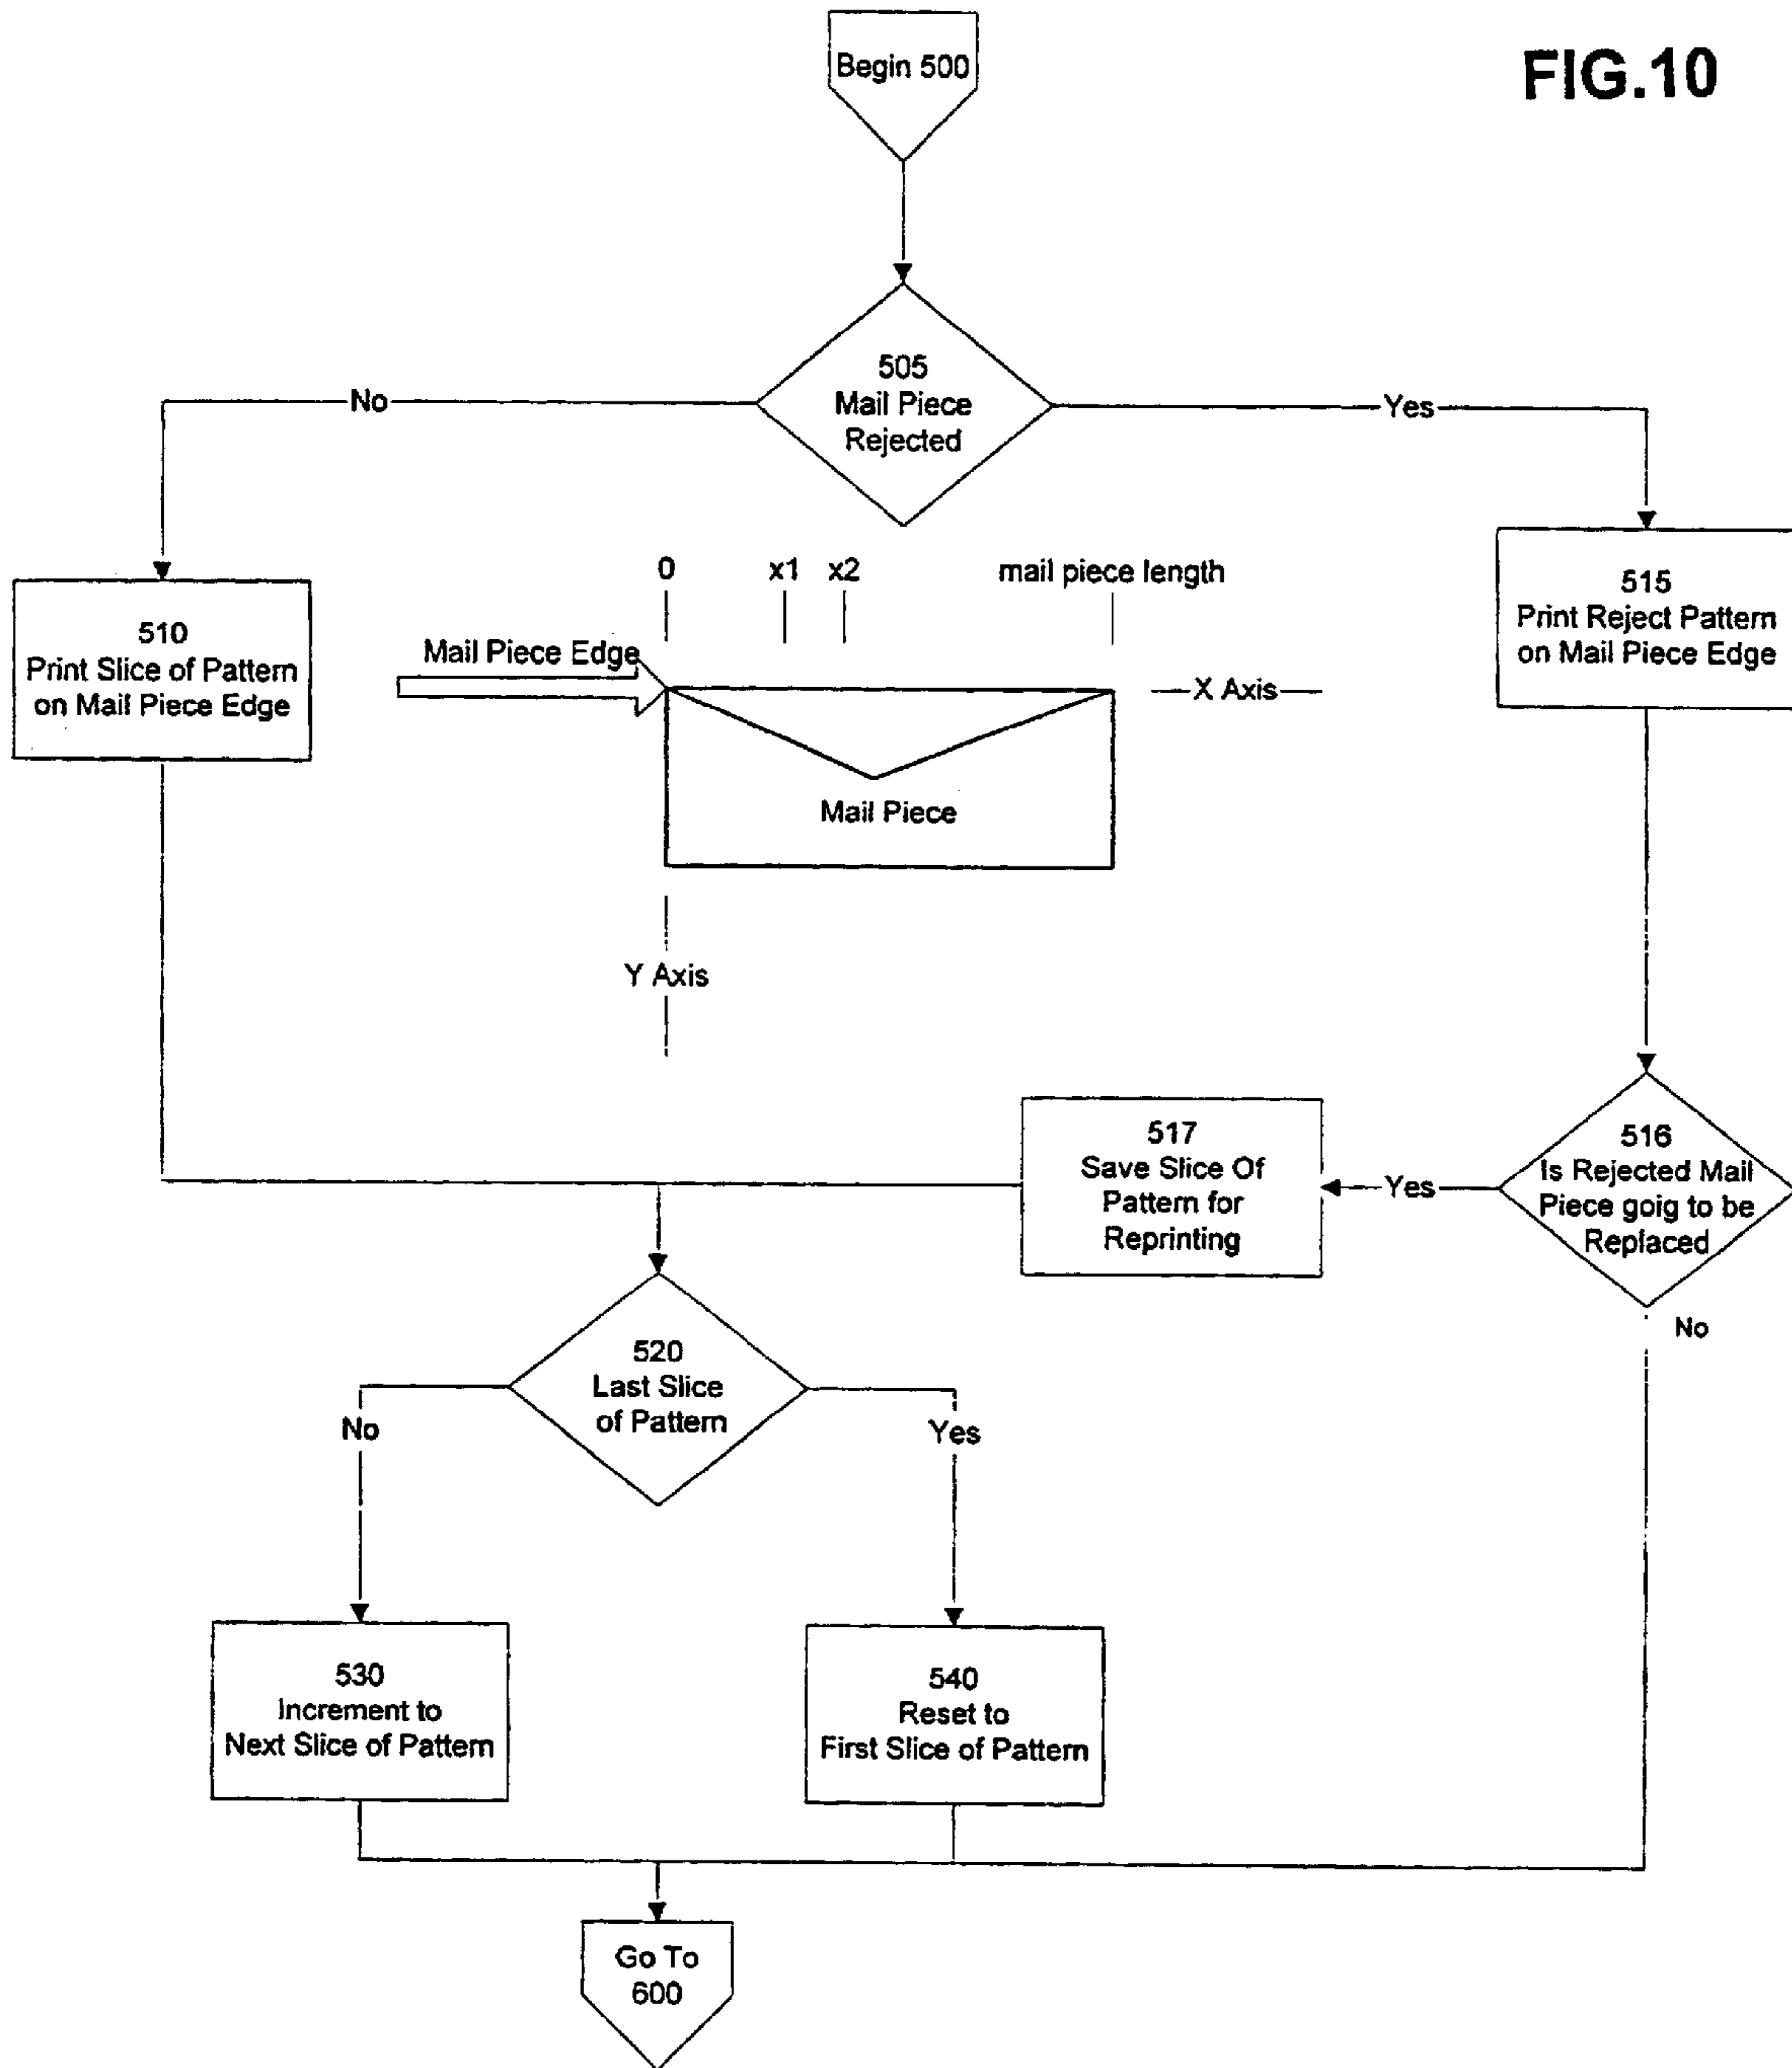 FIG.10
Begin 500
505
Mail Piece
Rejected
No
Yes
0
x1
x2
mail piece length
510
Print Slice of Pattern
on Mail Piece Edge
Mail Piece Edge
X Axis
515
Print Reject Pattern
on Mail Piece Edge
Mail Piece
Y Axis
517
Save Slice Of
Pattern for
Reprinting
Yes
516
Is Rejected Mail
Piece goig to be
Replaced
No
520
Last Slice
of Pattern
No
Yes
530
Increment to
Next Slice of Pattern
540
Reset to
First Slice of Pattern
Go To
600